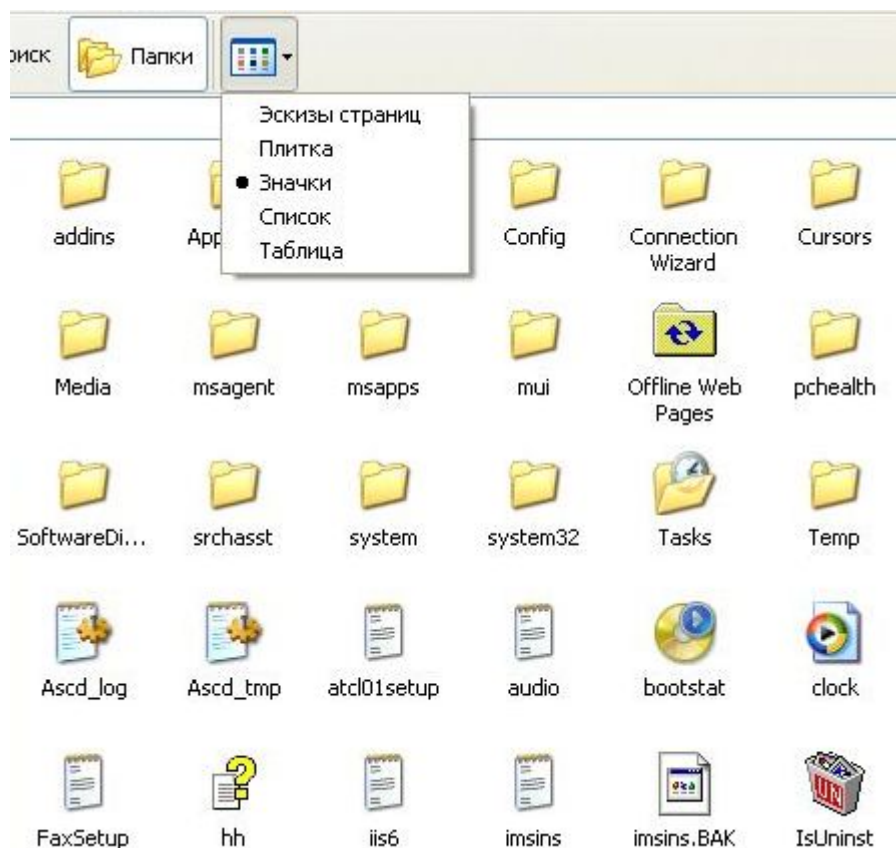 оиск Папки
Эскизы страниц
Плитка
Значки
Список
Таблица
addins App Config Connection Wizard Cursors
Media msagent msapps mui Offline Web Pages pchealth
SoftwareDi... srchasst system system32 Tasks Temp
Ascd_log Ascd_tmp atcl01setup audio bootstat clock
FaxSetup hh iis6 imsins imsins.BAK IsUninst